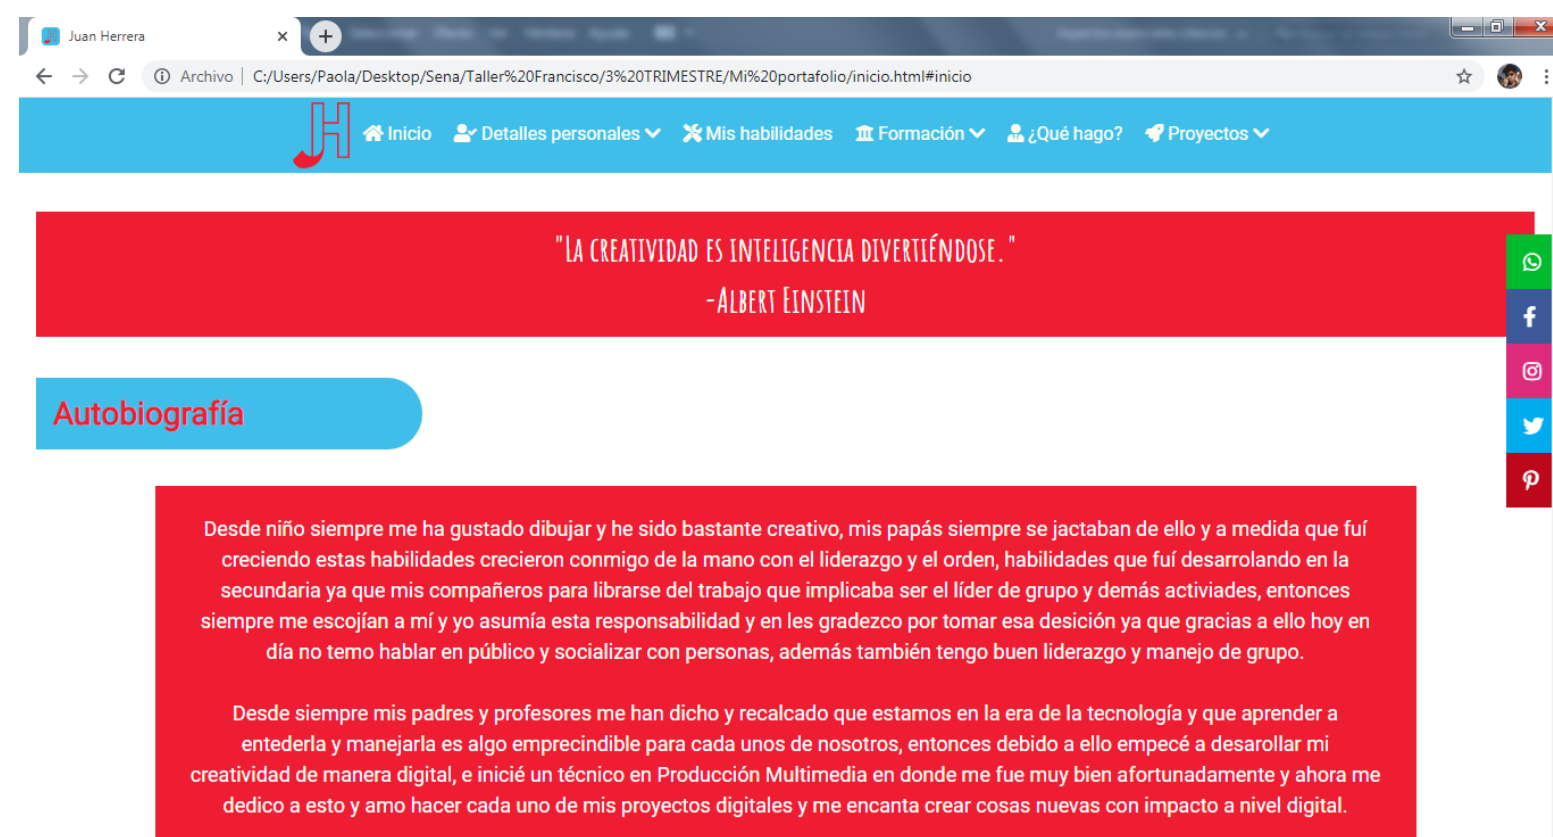 Juan Herrera
Archivo | C:/Users/Paola/Desktop/Sena/Taller%20Francisco/3%20TRIMESTRE/Mi%20portafolio/inicio.html#inicio
JH Inicio Detalles personales Mis habilidades Formación ¿Qué hago? Proyectos
"La creatividad es inteligencia divertiéndose."
-Albert Einstein
Autobiografía
Desde niño siempre me ha gustado dibujar y he sido bastante creativo, mis papás siempre se jactaban de ello y a medida que fuí
creciendo estas habilidades crecieron conmigo de la mano con el liderazgo y el orden, habilidades que fuí desarrolando en la
secundaria ya que mis compañeros para librarse del trabajo que implicaba ser el líder de grupo y demás activiades, entonces
siempre me escojían a mí y yo asumía esta responsabilidad y en les gradezco por tomar esa desición ya que gracias a ello hoy en
día no temo hablar en público y socializar con personas, además también tengo buen liderazgo y manejo de grupo.
Desde siempre mis padres y profesores me han dicho y recalcado que estamos en la era de la tecnología y que aprender a
entederla y manejarla es algo emprecindible para cada unos de nosotros, entonces debido a ello empecé a desarollar mi
creatividad de manera digital, e inicié un técnico en Producción Multimedia en donde me fue muy bien afortunadamente y ahora me
dedico a esto y amo hacer cada uno de mis proyectos digitales y me encanta crear cosas nuevas con impacto a nivel digital.